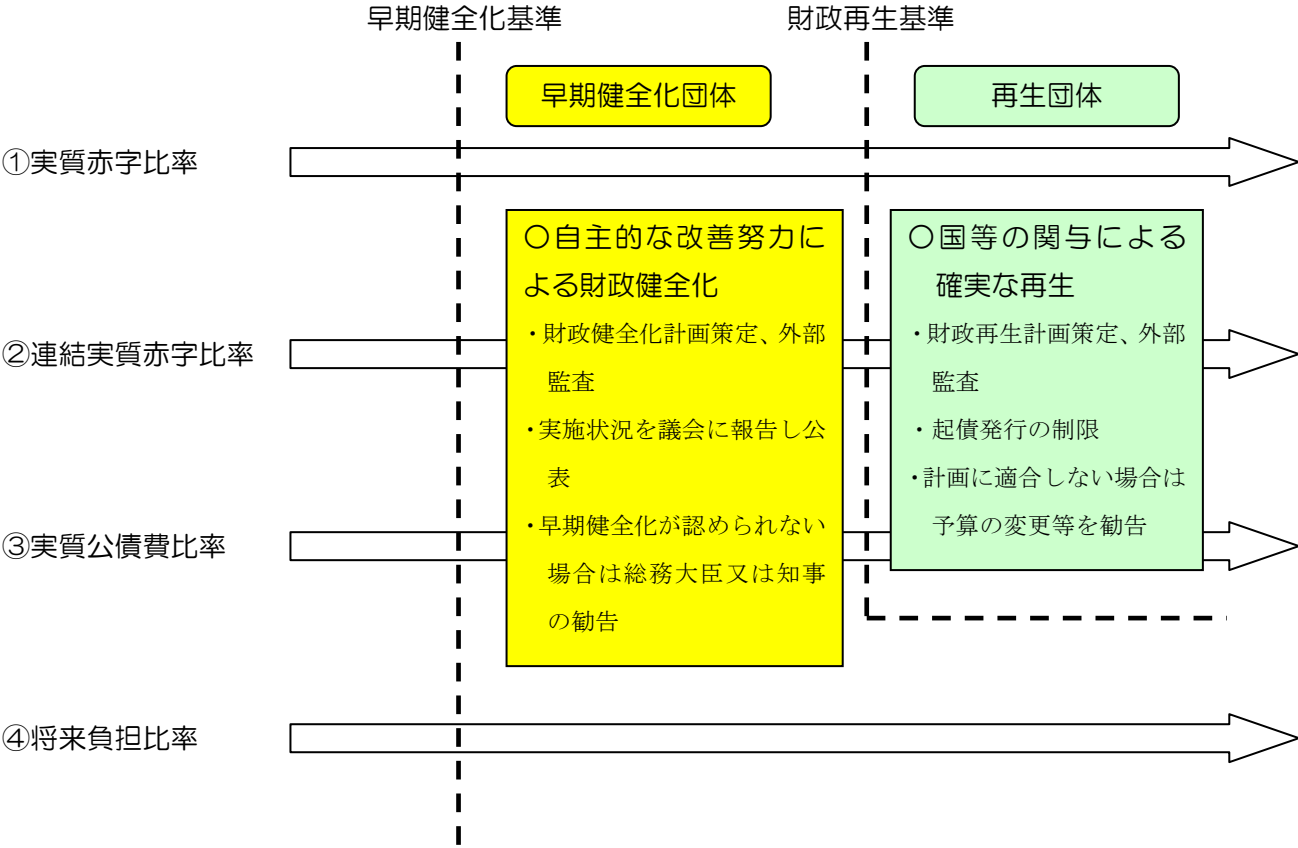 早期健全化基準
財政再生基準
早期健全化団体
再生団体
①実質赤字比率
〇自主的な改善努力に
よる財政健全化
・財政健全化計画策定、外部
監査
・実施状況を議会に報告し公
表
・早期健全化が認められない
場合は総務大臣又は知事
の勧告
〇国等の関与による
確実な再生
・財政再生計画策定、外部
監査
・起債発行の制限
・計画に適合しない場合は
予算の変更等を勧告
②連結実質赤字比率
③実質公債費比率
④将来負担比率